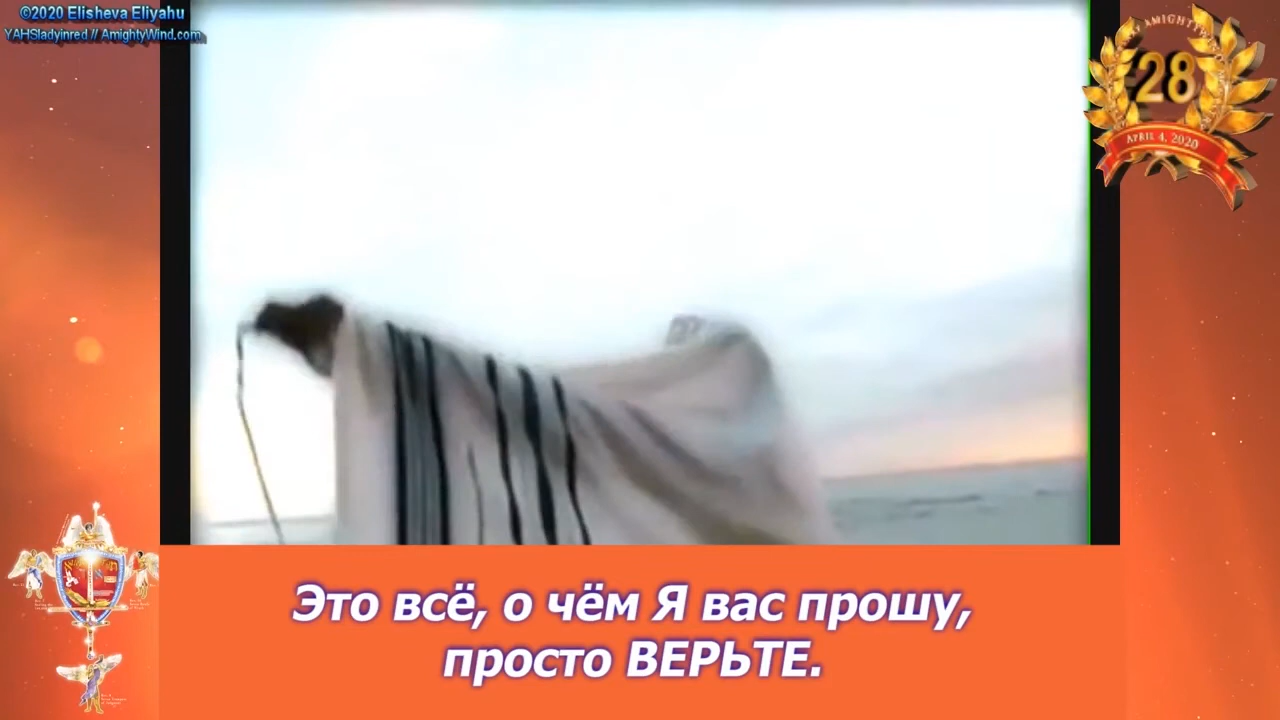 ©2020 Elisheva Eliyahu
YAHSladyinred // AmightyWind.com
28
APRIL 4, 2020
Это всё, о чём Я вас прошу,
просто ВЕРЬТЕ.